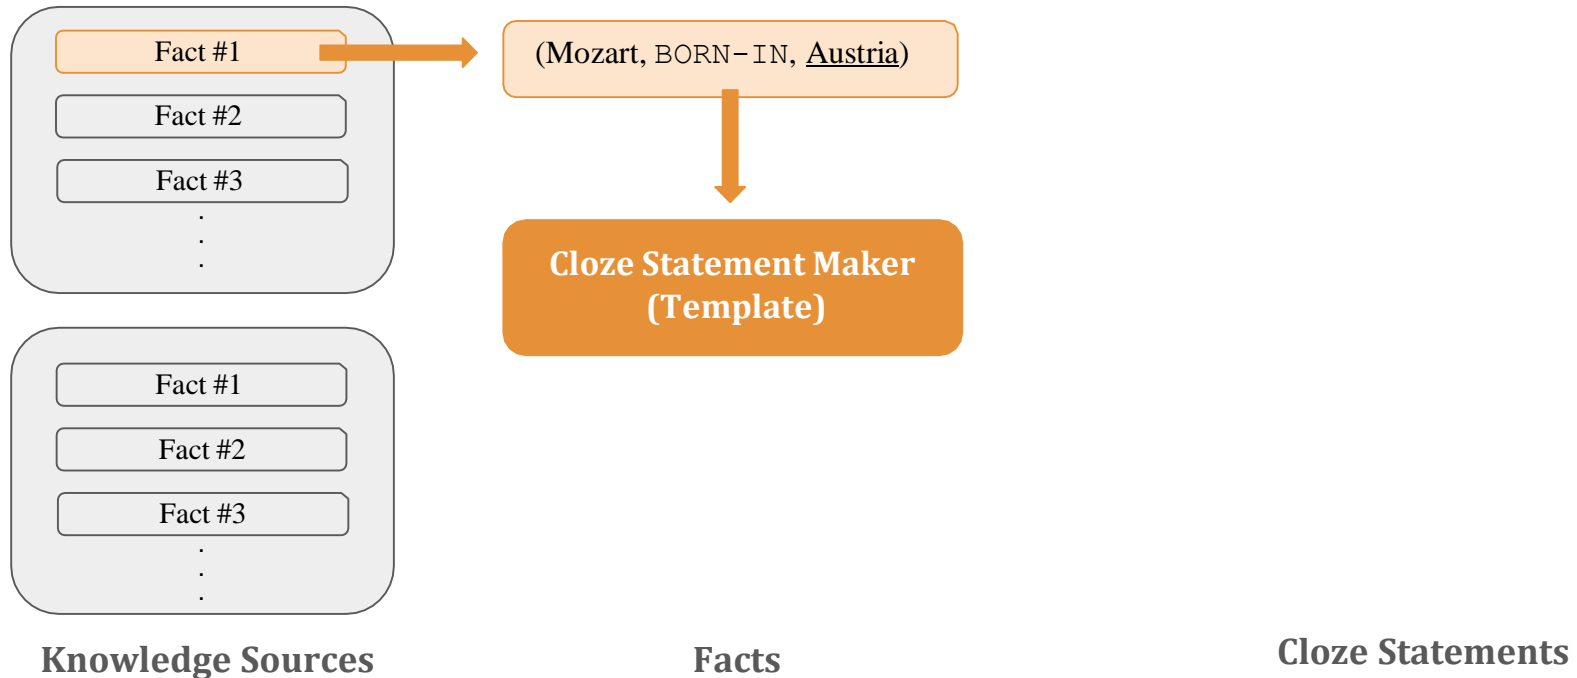 Fact #1
Fact #2
Fact #3
.
.
.
(Mozart, BORN-IN, Austria)
Cloze Statement Maker
(Template)
Fact #1
Fact #2
Fact #3
.
.
.
Knowledge Sources
Facts
Cloze Statements